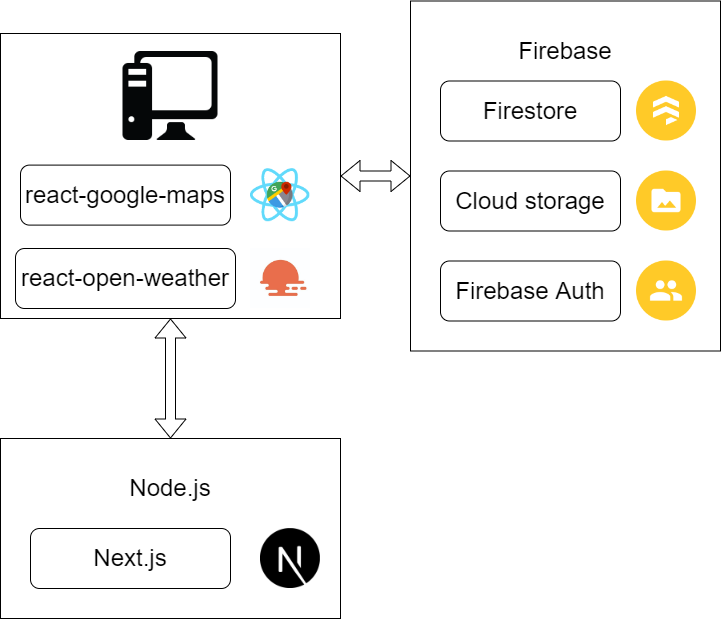 Firebase
Firestore
Cloud storage
Firebase Auth
react-google-maps
react-open-weather
Node.js
Next.js